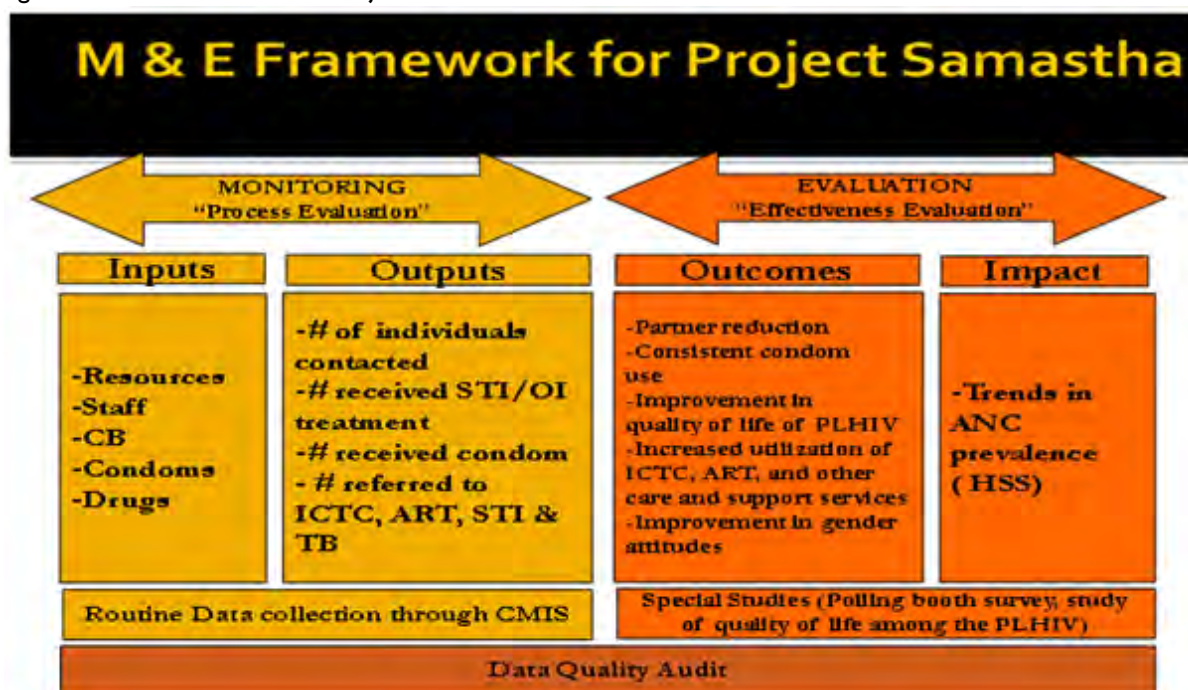 M & E Framework for Project Samastha
MONITORING
"Process Evaluation"
EVALUATION
"Effectiveness Evaluation"
Inputs
-Resources
-Staff
-CB
-Condoms
-Drugs
Outputs
-# of individuals
contacted
-# received STI/OI
treatment
-# received condom
- # referred to
ICTC, ART, STI &
TB
Outcomes
-Partner reduction
-Consistent condom
use
-Improvement in
quality of life of PLHIV
-Increased utilization of
ICTC, ART, and other
care and support services
-Improvement in gender
attitudes
Impact
-Trends in
ANC
prevalence
( HSS)
Routine Data collection through CMIS
Special Studies (Polling booth survey, study
of quality of life among the PLHIV)
Data Quality Audit